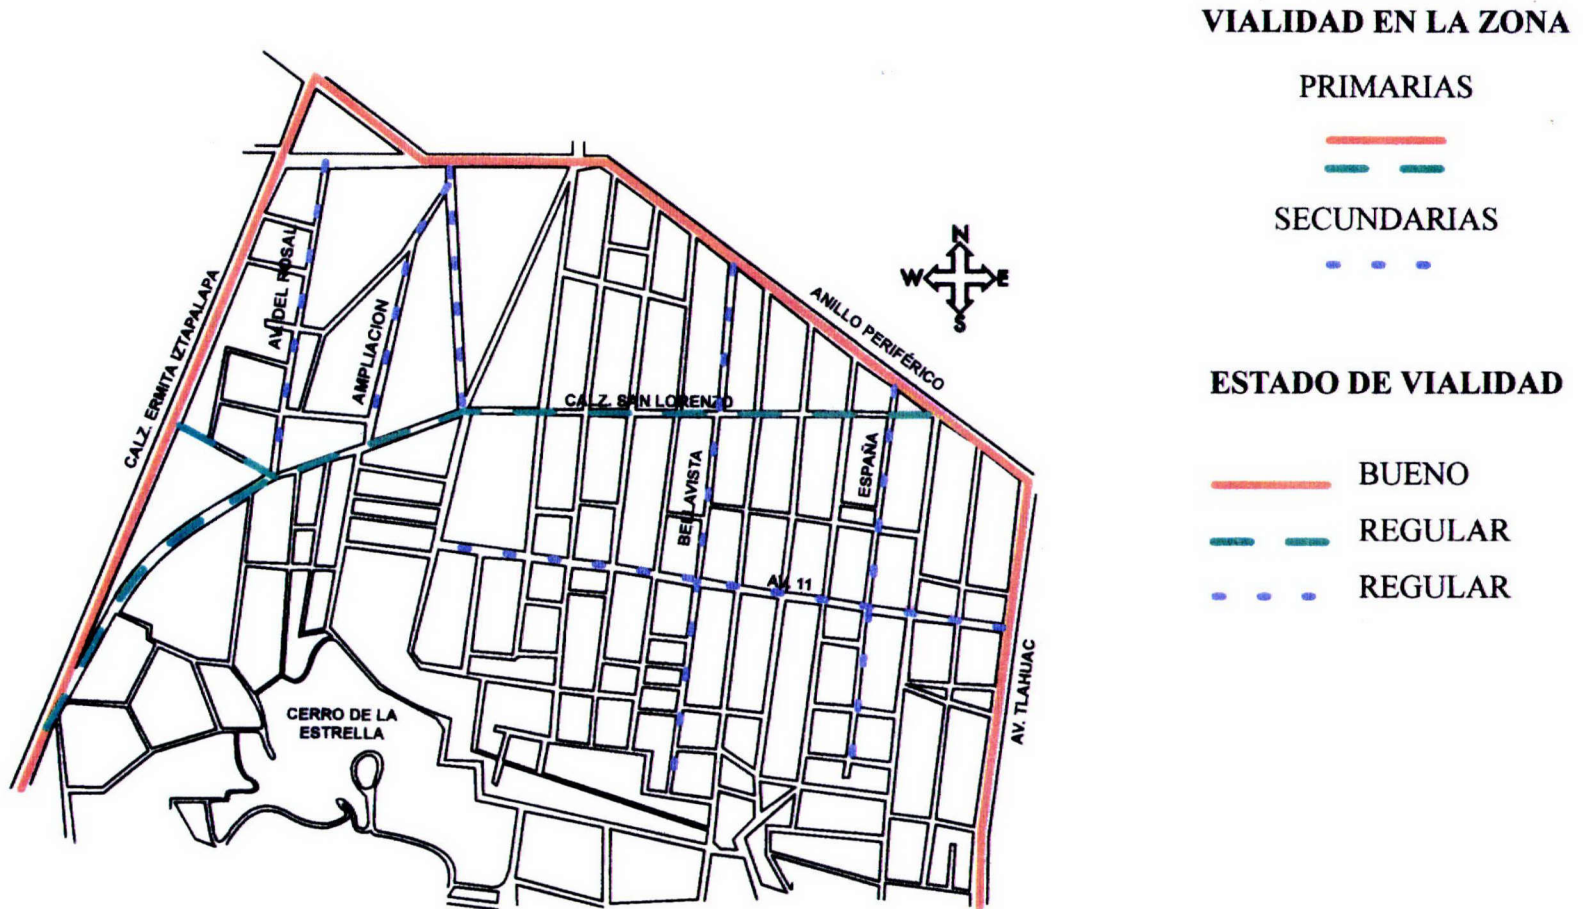 VIALIDAD EN LA ZONA
PRIMARIAS
SECUNDARIAS
ESTADO DE VIALIDAD
BUENO
REGULAR
REGULAR
N
W E
S
CALZ. ERMITA IZTAPALAPA
AV. DEL ROSAL
AMPLIACION
CALZ. SAN LORENZO
ANILLO PERIFÉRICO
BELLAVISTA
ESPAÑA
AV. 11
AV. TLAHUAC
CERRO DE LA
ESTRELLA